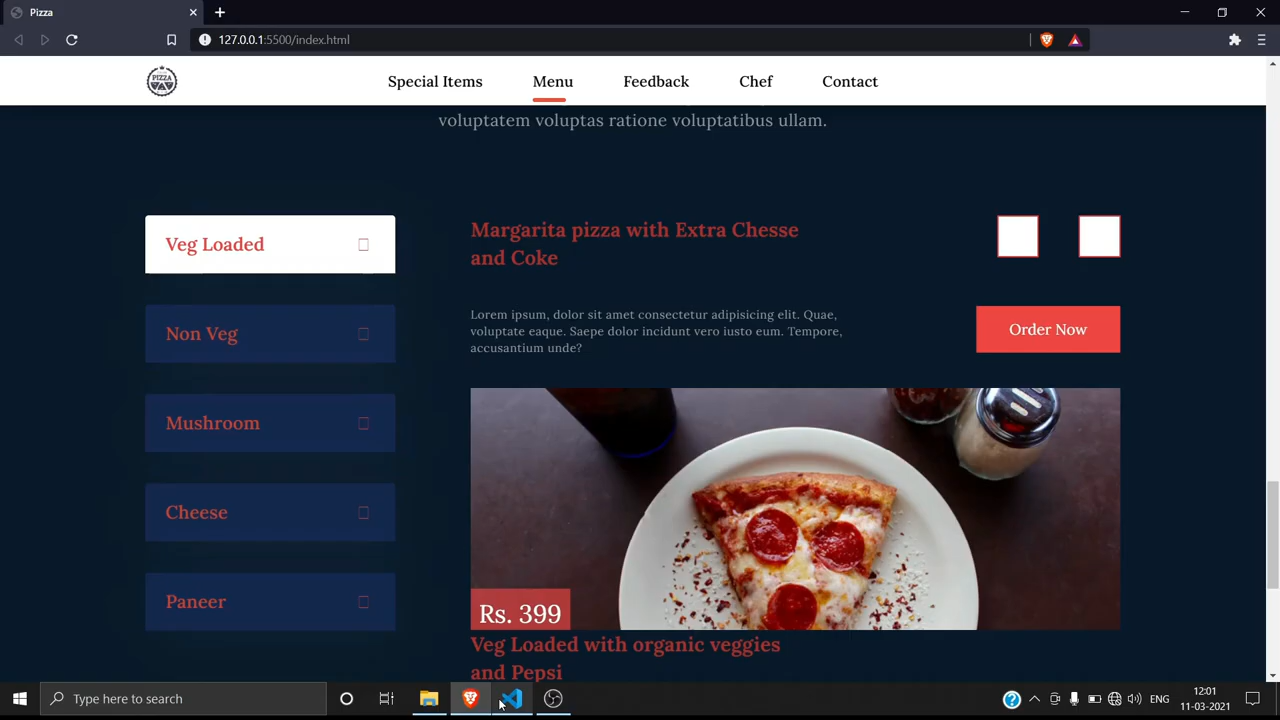 Pizza
127.0.0.1:5500/index.html
PIZZA
Special Items
Menu
Feedback
Chef
Contact
voluptatem voluptas ratione voluptatibus ullam.
Veg Loaded
Non Veg
Mushroom
Cheese
Paneer
Margarita pizza with Extra Chesse
and Coke
Lorem ipsum, dolor sit amet consectetur adipisicing elit. Quae,
voluptate eaque. Saepe dolor incidunt vero iusto eum. Tempore,
accusantium unde?
Order Now
Rs. 399
Veg Loaded with organic veggies
and Pepsi
Type here to search
ENG
12:01
11-03-2021